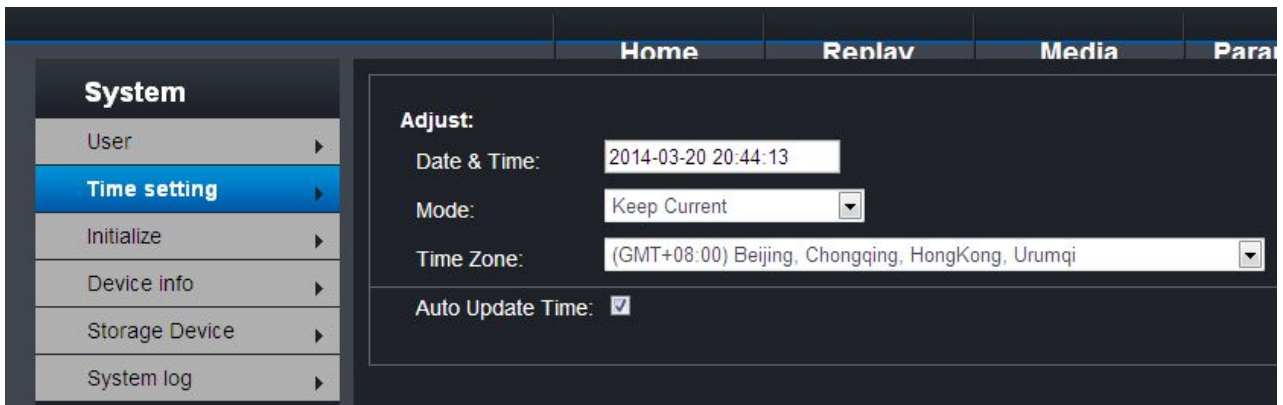 Home Replay Media
System
User
Time setting
Initialize
Device info
Storage Device
System log
Adjust:
Date & Time: 2014-03-20 20:44:13
Mode: Keep Current
Time Zone: (GMT+08:00) Beijing, Chongqing, HongKong, Urumqi
Auto Update Time: